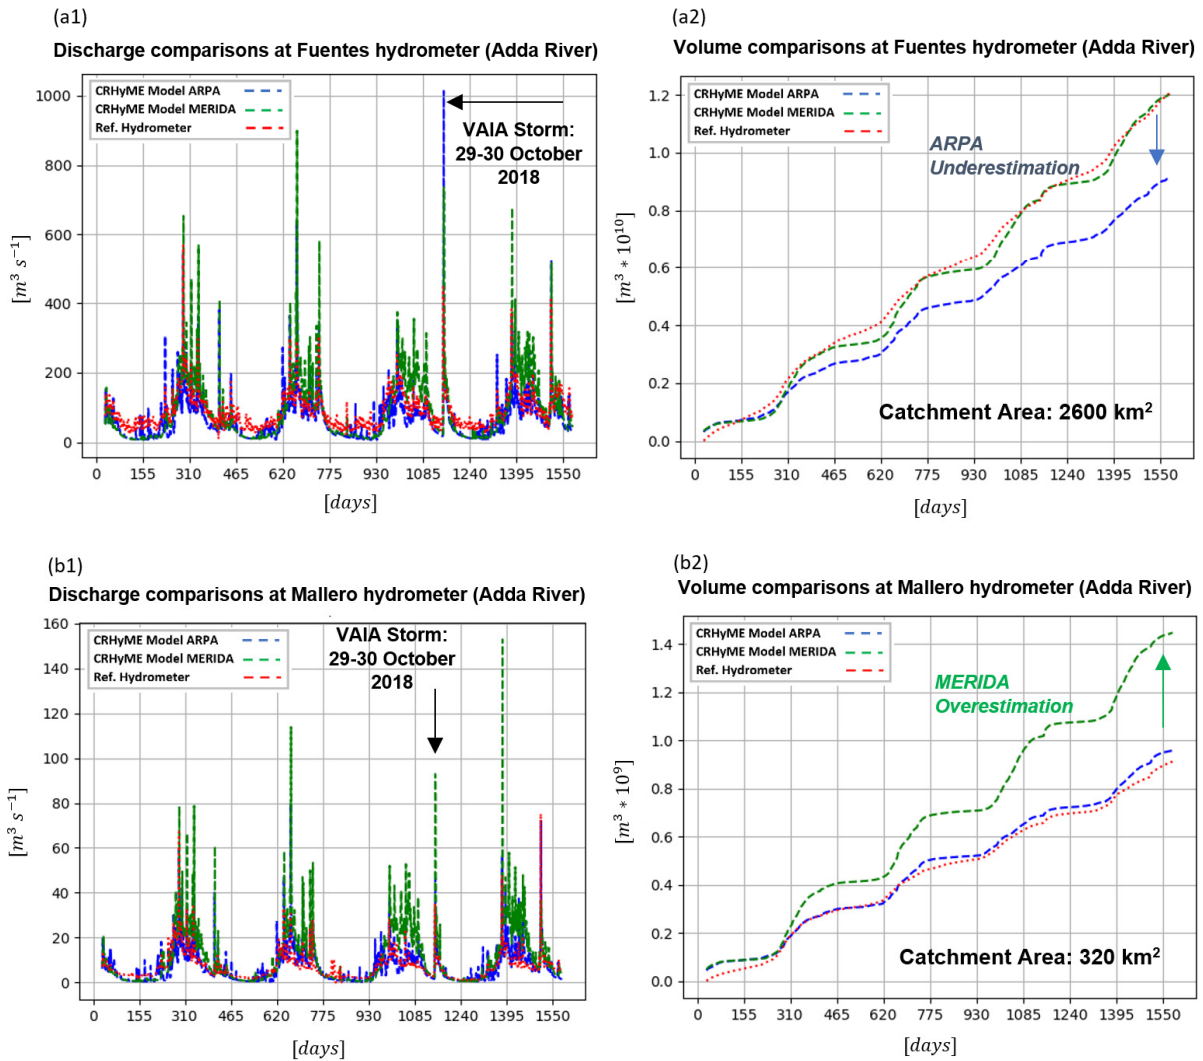 (a1)
Discharge comparisons at Fuentes hydrometer (Adda River)
CRHyME Model ARPA
CRHyME Model MERIDA
Ref. Hydrometer
VAIA Storm:
29-30 October
2018
1000
800
600
400
200
0
[m³ s⁻¹]
0 155 310 465 620 775 930 1085 1240 1395 1550
[days]
(a2)
Volume comparisons at Fuentes hydrometer (Adda River)
CRHyME Model ARPA
CRHyME Model MERIDA
Ref. Hydrometer
ARPA
Underestimation
Catchment Area: 2600 km²
1.2
1.0
0.8
0.6
0.4
0.2
0.0
[m³ * 10¹⁰]
0 155 310 465 620 775 930 1085 1240 1395 1550
[days]
(b1)
Discharge comparisons at Mallero hydrometer (Adda River)
CRHyME Model ARPA
CRHyME Model MERIDA
Ref. Hydrometer
VAIA Storm:
29-30 October
2018
160
140
120
100
80
60
40
20
0
[m³ s⁻¹]
0 155 310 465 620 775 930 1085 1240 1395 1550
[days]
(b2)
Volume comparisons at Mallero hydrometer (Adda River)
CRHyME Model ARPA
CRHyME Model MERIDA
Ref. Hydrometer
MERIDA
Overestimation
Catchment Area: 320 km²
1.4
1.2
1.0
0.8
0.6
0.4
0.2
0.0
[m³ * 10⁹]
0 155 310 465 620 775 930 1085 1240 1395 1550
[days]